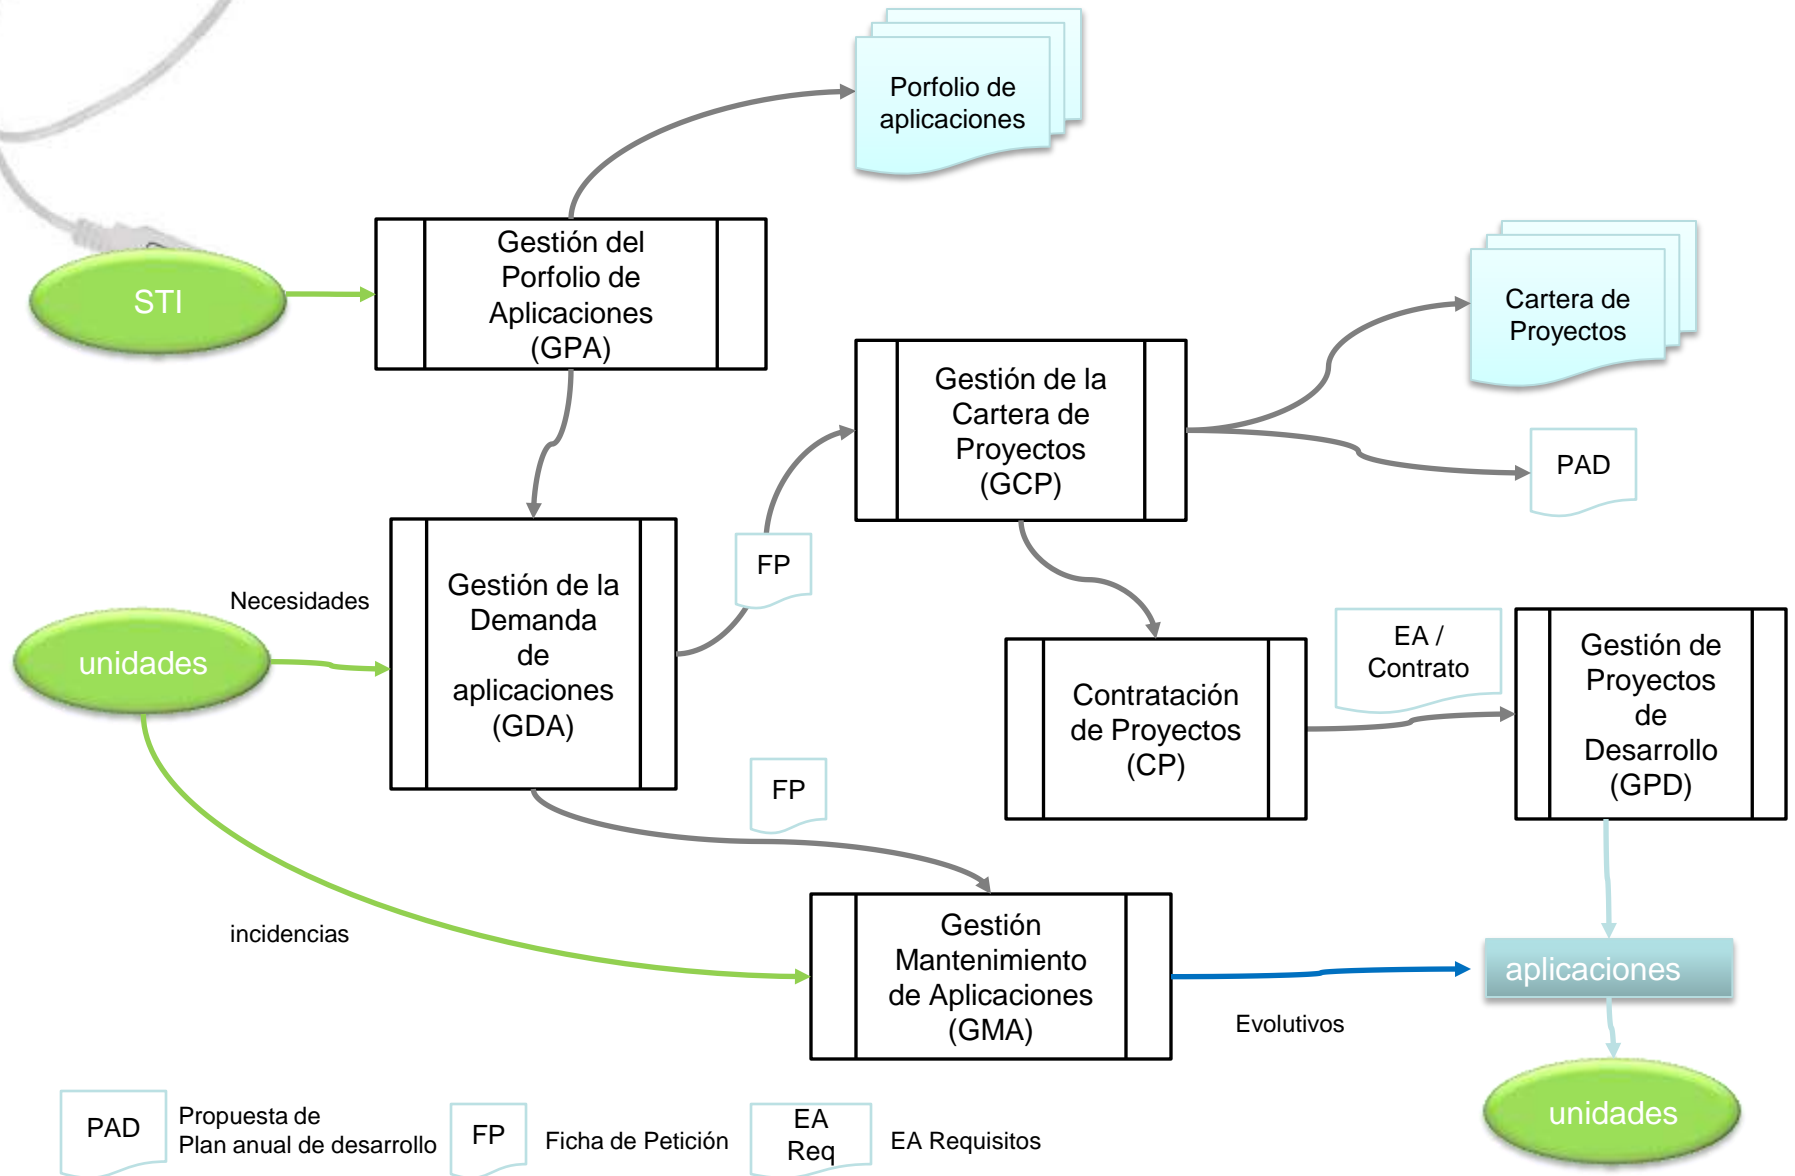 Porfolio de
aplicaciones
Gestión del
Porfolio de
Aplicaciones
(GPA)
STI
Cartera de
Proyectos
Gestión de la
Cartera de
Proyectos
(GCP)
PAD
FP
Necesidades
Gestión de la
Demanda
de
aplicaciones
(GDA)
unidades
EA /
Contrato
Gestión de
Proyectos
de
Desarrollo
(GPD)
Contratación
de Proyectos
(CP)
FP
incidencias
Gestión
Mantenimiento
de Aplicaciones
(GMA)
aplicaciones
Evolutivos
unidades
PAD
Propuesta de
Plan anual de desarrollo
FP
Ficha de Petición
EA
Req
EA Requisitos